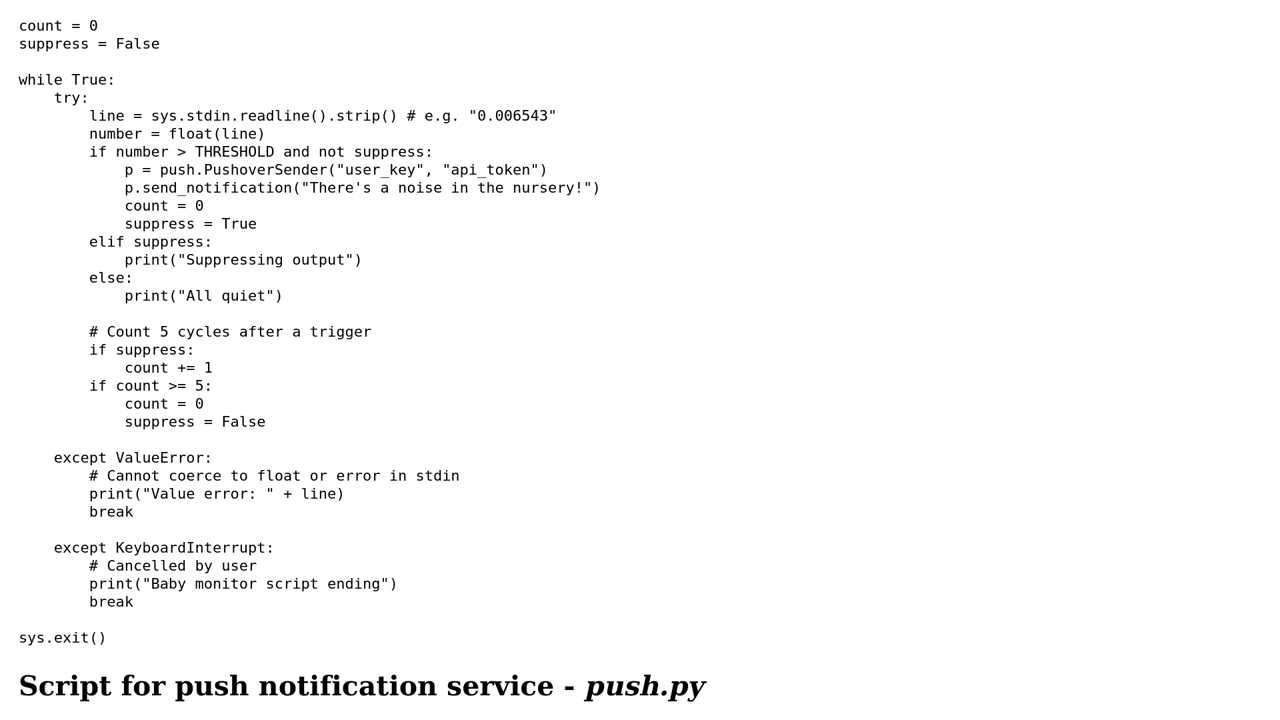 count = 0
suppress = False

while True:
    try:
        line = sys.stdin.readline().strip() # e.g. "0.006543"
        number = float(line)
        if number > THRESHOLD and not suppress:
            p = push.PushoverSender("user_key", "api_token")
            p.send_notification("There's a noise in the nursery!")
            count = 0
            suppress = True
        elif suppress:
            print("Suppressing output")
        else:
            print("All quiet")

        # Count 5 cycles after a trigger
        if suppress:
            count += 1
        if count >= 5:
            count = 0
            suppress = False

    except ValueError:
        # Cannot coerce to float or error in stdin
        print("Value error: " + line)
        break

    except KeyboardInterrupt:
        # Cancelled by user
        print("Baby monitor script ending")
        break

sys.exit()

Script for push notification service - push.py